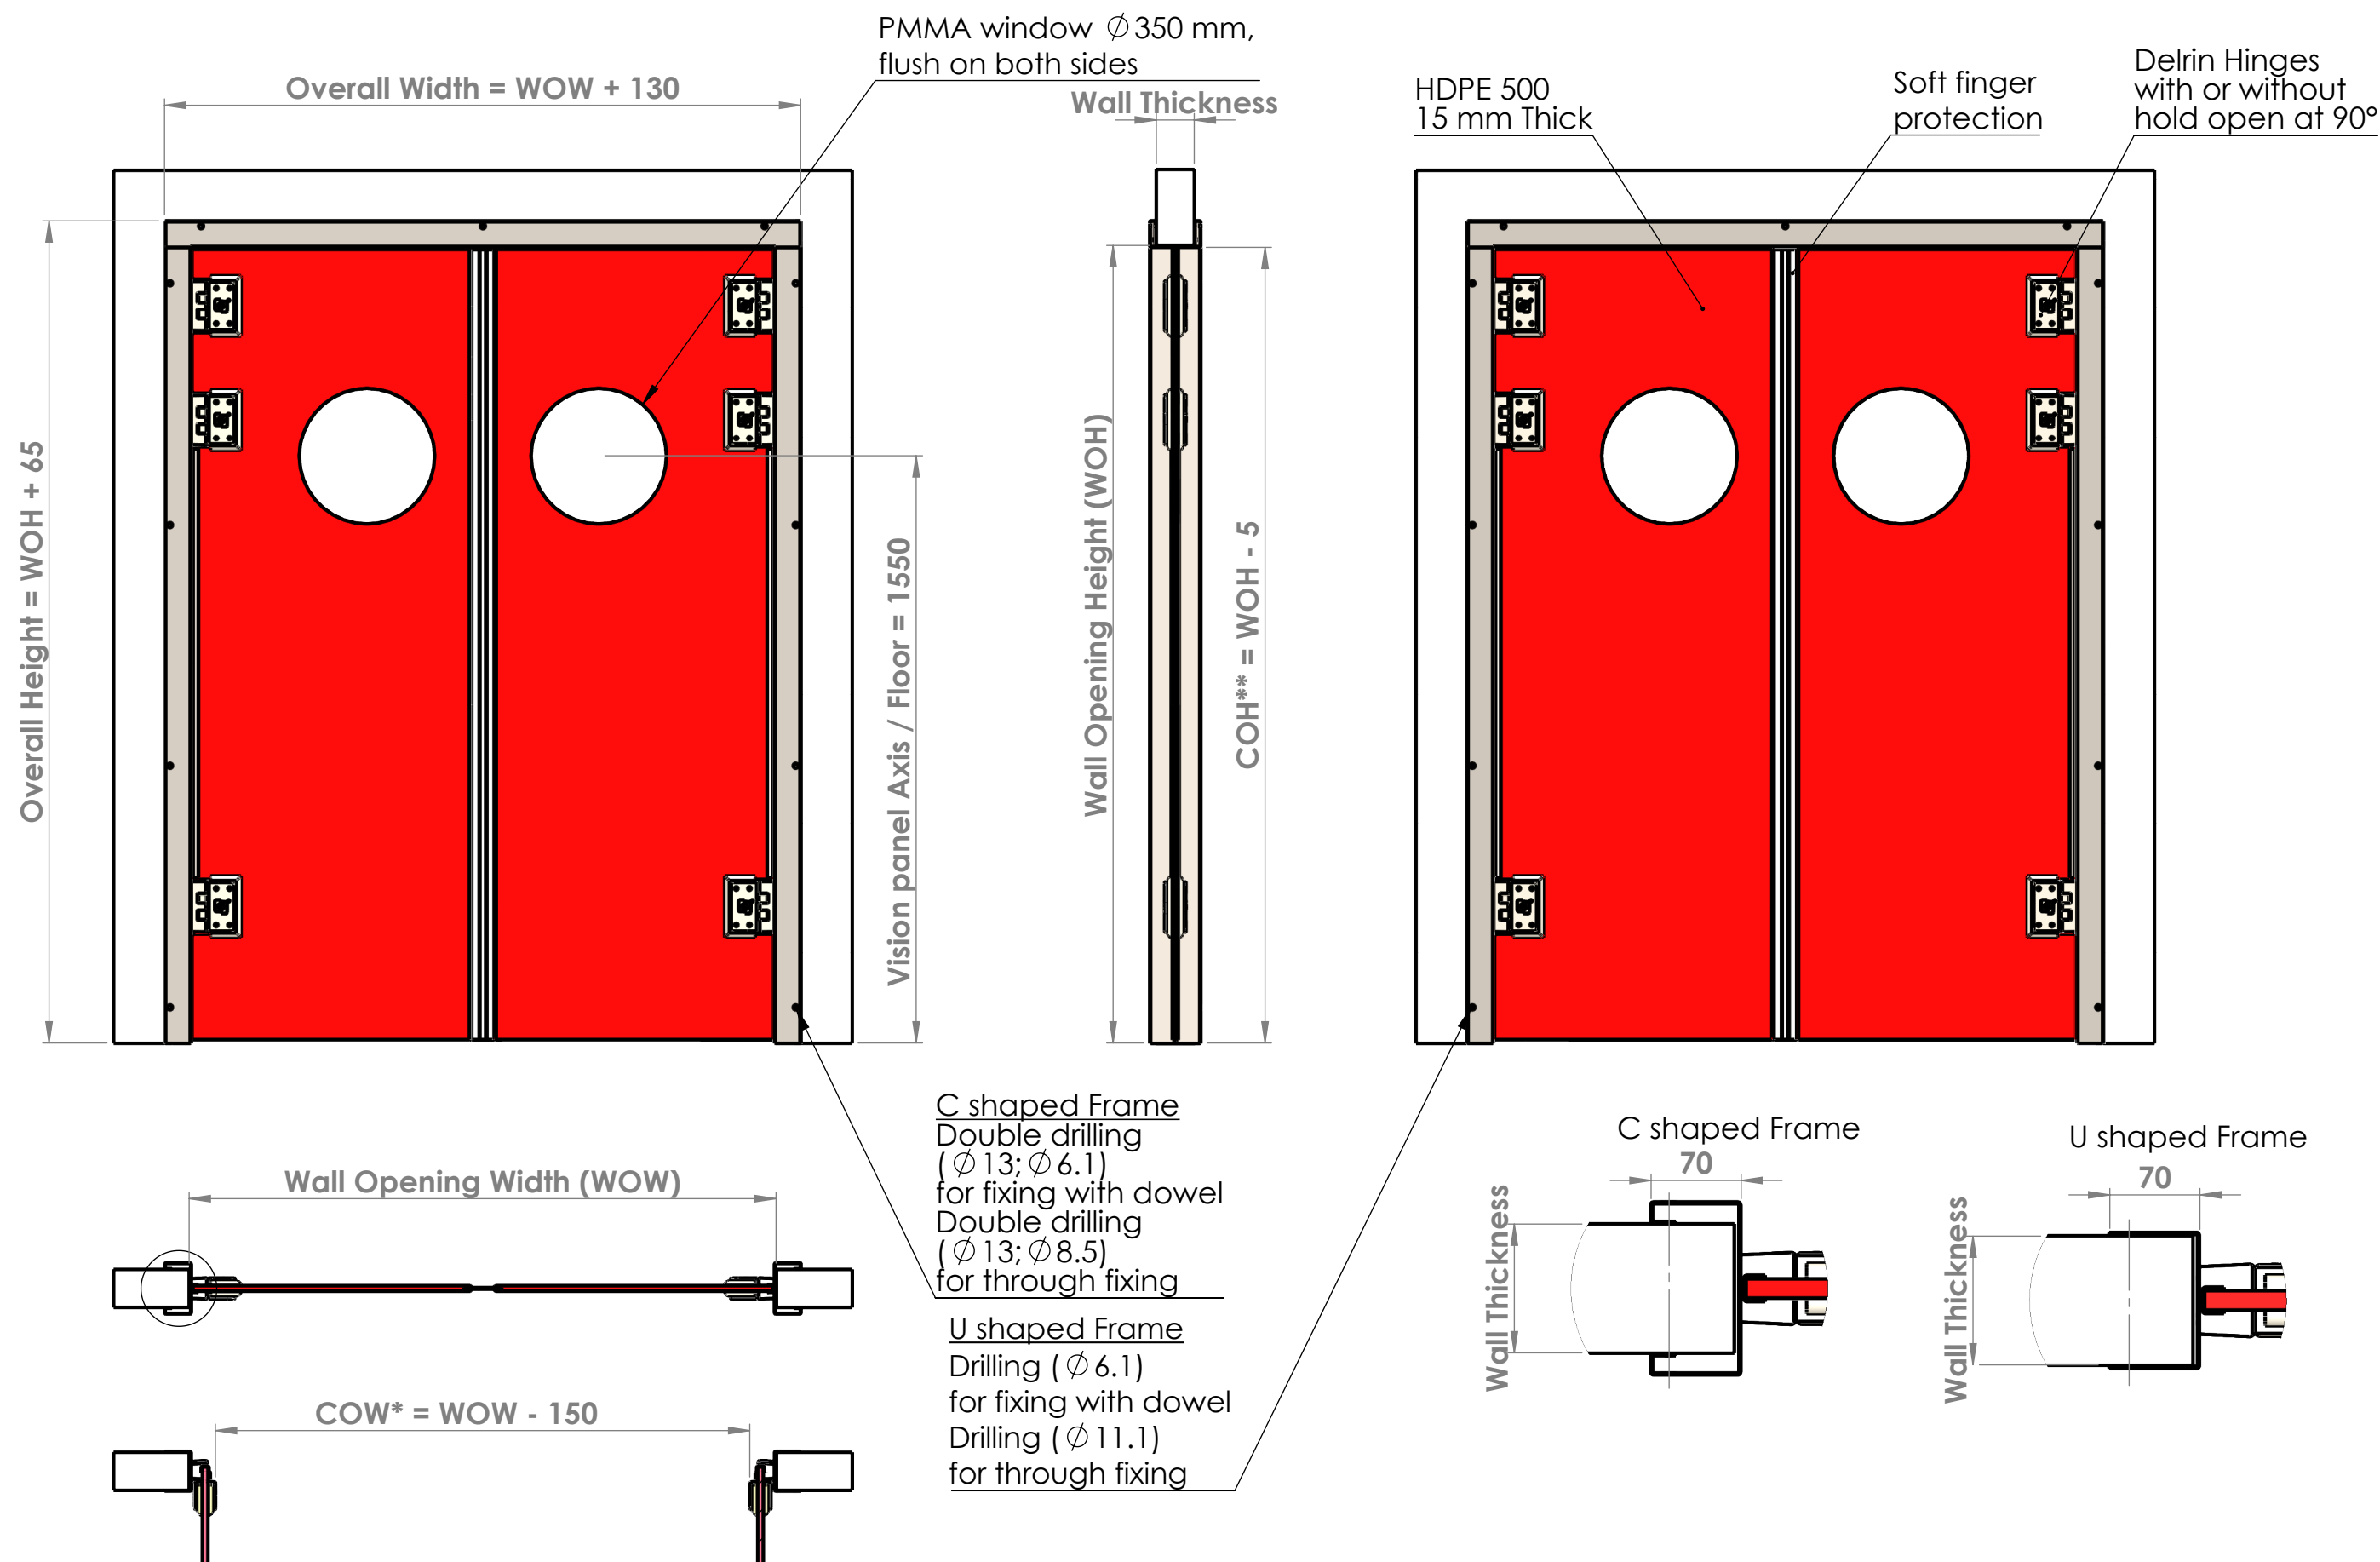 PMMA window ∅350 mm,
flush on both sides
Overall Width = WOW + 130
Wall Thickness
HDPE 500
15 mm Thick
Soft finger
protection
Delrin Hinges
with or without
hold open at 90°
Overall Height = WOH + 65
Vision panel Axis / Floor = 1550
Wall Opening Height (WOH)
COH** = WOH - 5
C shaped Frame
Double drilling
(∅13; ∅6.1)
for fixing with dowel
Double drilling
(∅13; ∅8.5)
for through fixing
U shaped Frame
Drilling (∅6.1)
for fixing with dowel
Drilling (∅11.1)
for through fixing
Wall Opening Width (WOW)
COW* = WOW - 150
C shaped Frame
70
Wall Thickness
U shaped Frame
70
Wall Thickness